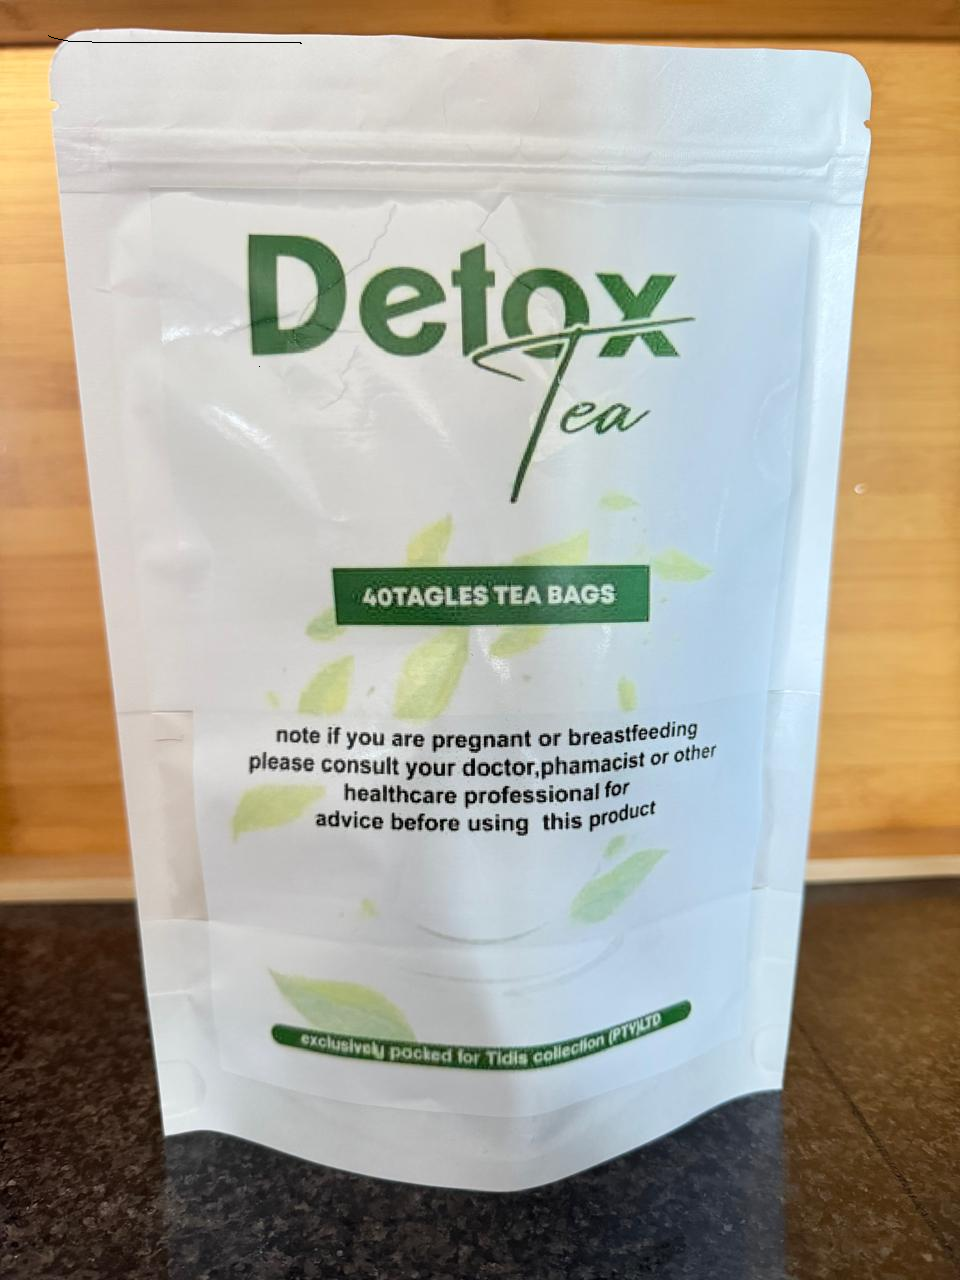 Detox
Tea
40TAGLES TEA BAGS
note if you are pregnant or breastfeeding
please consult your doctor,phamacist or other
healthcare professional for
advice before using this product
exclusively packed for Tidis collection (PTY)LTD